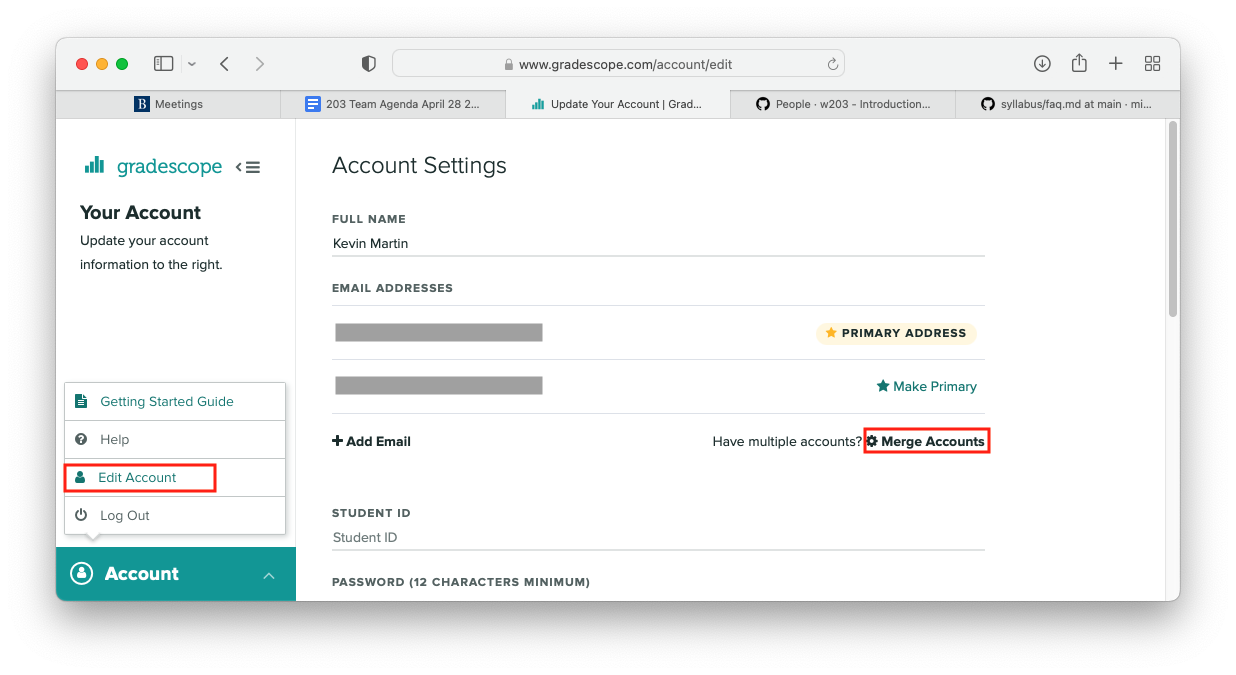 www.gradescope.com/account/edit
B Meetings
203 Team Agenda April 28 2...
Update Your Account | Grad...
People · w203 - Introduction...
syllabus/faq.md at main · mi...
gradescope
Your Account
Update your account
information to the right.
Getting Started Guide
Help
Edit Account
Log Out
Account
Account Settings
FULL NAME
Kevin Martin
EMAIL ADDRESSES
PRIMARY ADDRESS
Make Primary
Add Email
Have multiple accounts? Merge Accounts
STUDENT ID
Student ID
PASSWORD (12 CHARACTERS MINIMUM)